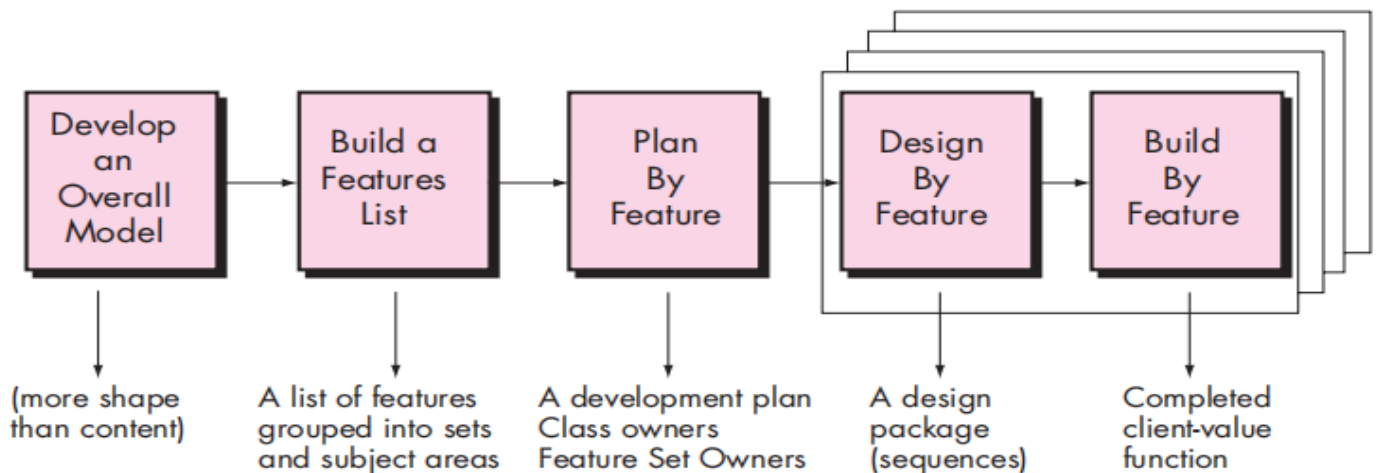 Develop
an
Overall
Model
Build a
Features
List
Plan
By
Feature
Design
By
Feature
Build
By
Feature
(more shape
than content)
A list of features
grouped into sets
and subject areas
A development plan
Class owners
Feature Set Owners
A design
package
(sequences)
Completed
client-value
function